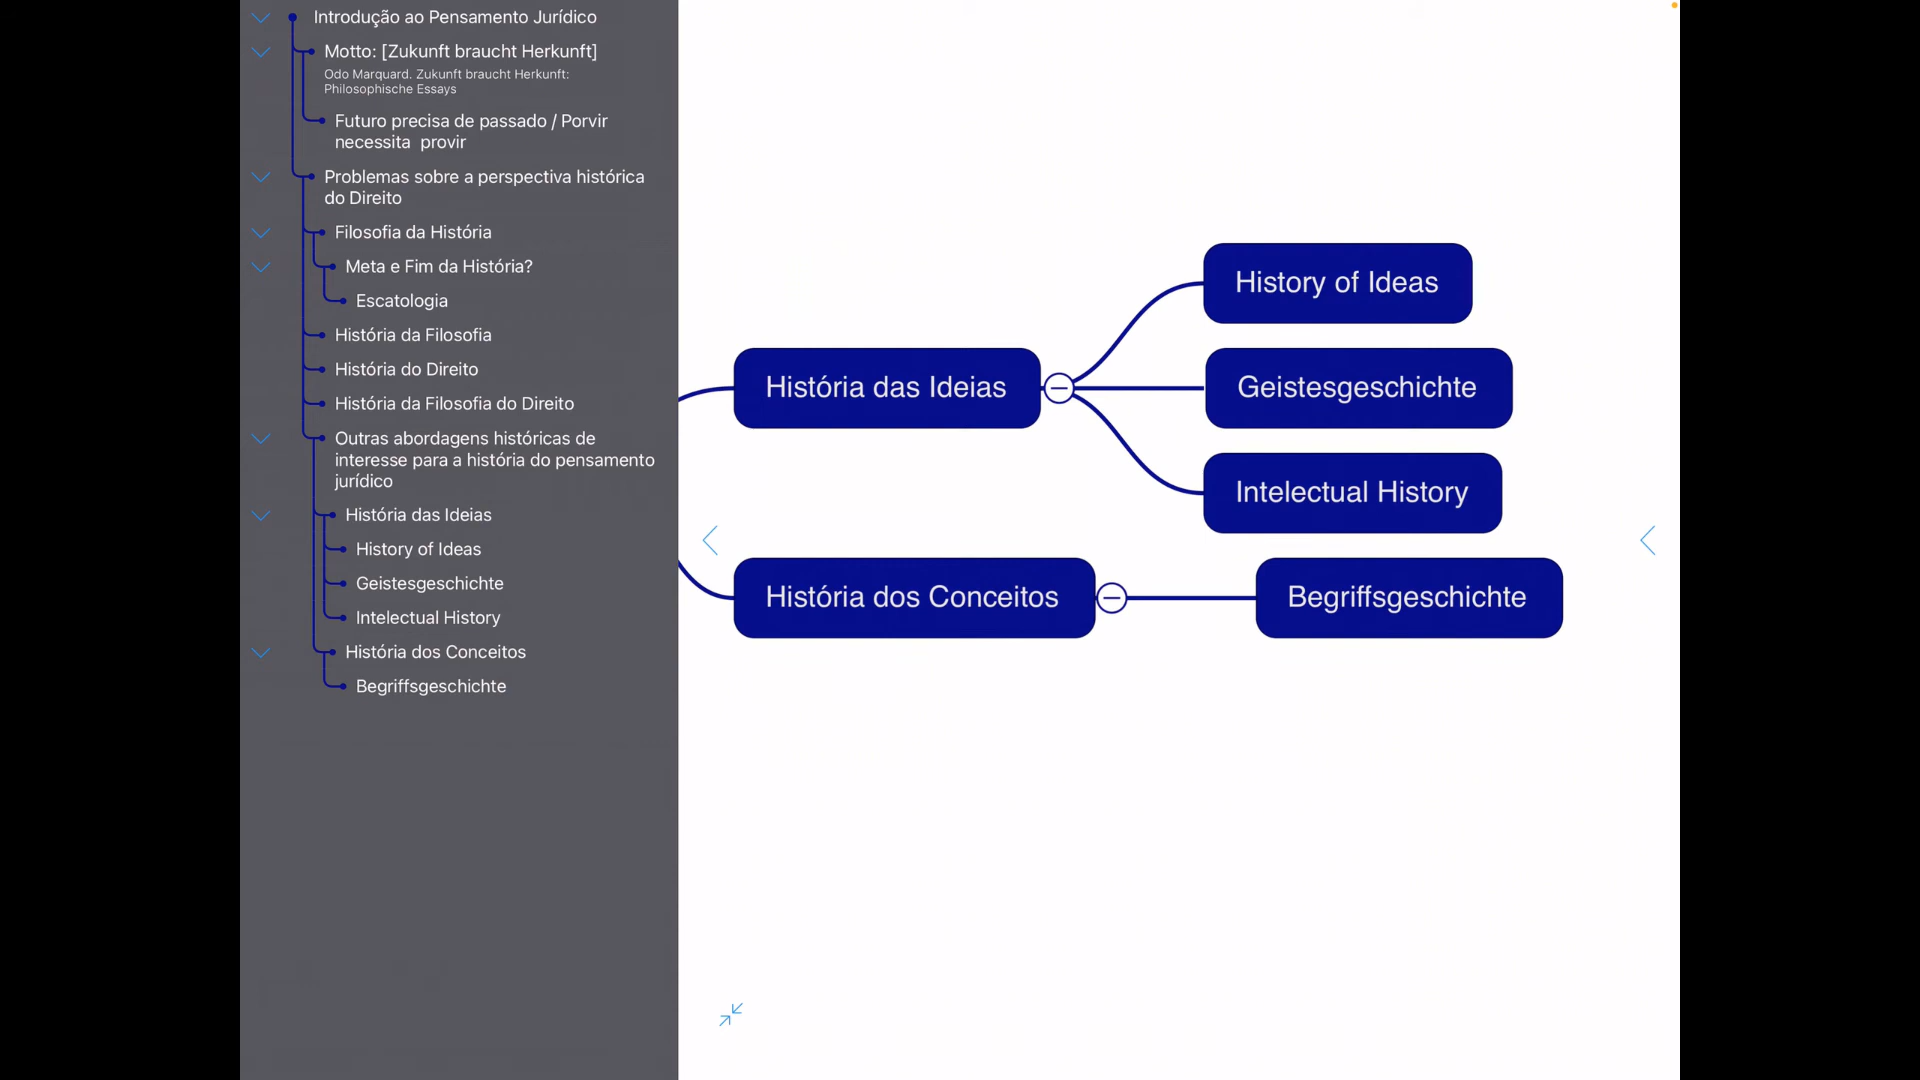 Introdução ao Pensamento Jurídico
Motto: [Zukunft braucht Herkunft]
Odo Marquard. Zukunft braucht Herkunft:
Philosophische Essays
Futuro precisa de passado / Porvir
necessita  provir
Problemas sobre a perspectiva histórica
do Direito
Filosofia da História
Meta e Fim da História?
Escatologia
História da Filosofia
História do Direito
História da Filosofia do Direito
Outras abordagens históricas de
interesse para a história do pensamento
jurídico
História das Ideias
History of Ideas
Geistesgeschichte
Intelectual History
História dos Conceitos
Begriffsgeschichte
História das Ideias
History of Ideas
Geistesgeschichte
Intelectual History
História dos Conceitos
Begriffsgeschichte